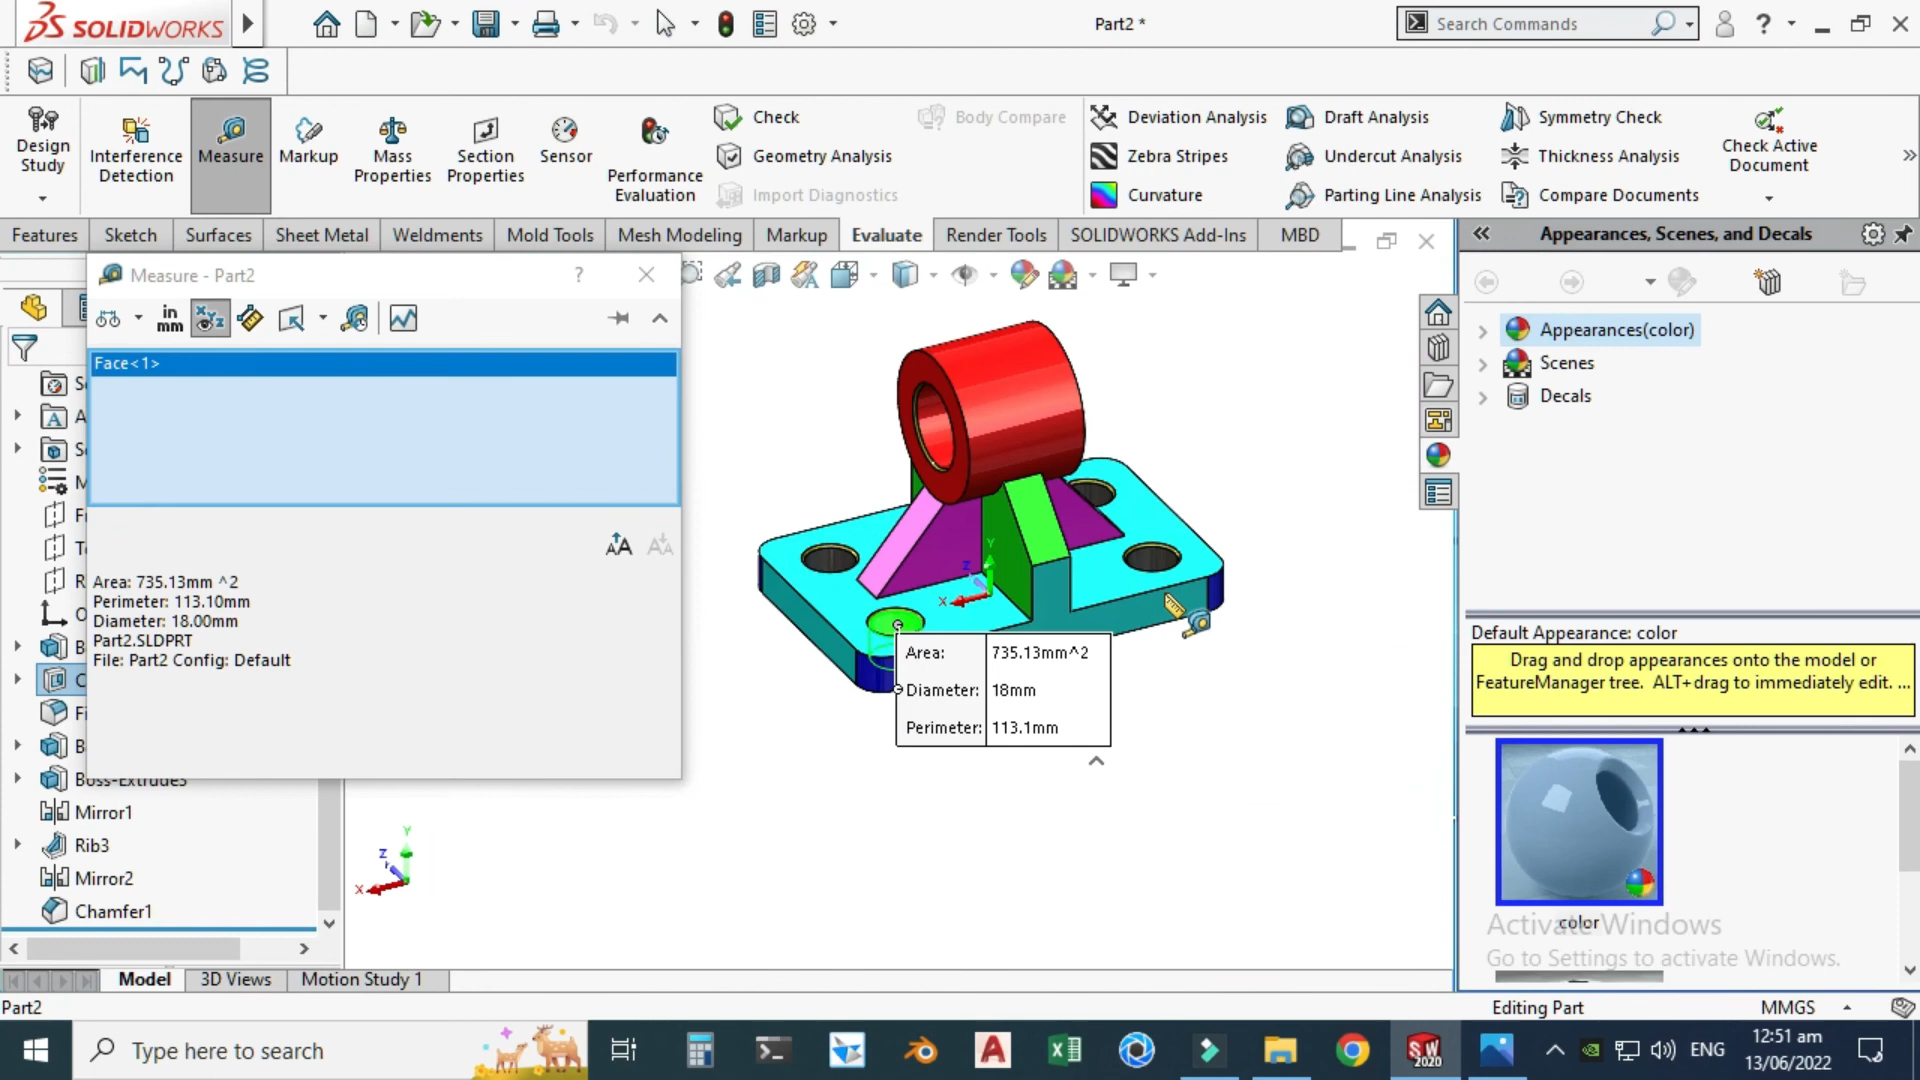 SOLIDWORKS
Part2 *
Search Commands
Design Study
Interference Detection
Measure
Markup
Mass Properties
Section Properties
Sensor
Performance Evaluation
Check
Geometry Analysis
Import Diagnostics
Body Compare
Deviation Analysis
Zebra Stripes
Curvature
Draft Analysis
Undercut Analysis
Parting Line Analysis
Symmetry Check
Thickness Analysis
Compare Documents
Check Active Document
Features
Sketch
Surfaces
Sheet Metal
Weldments
Mold Tools
Mesh Modeling
Markup
Evaluate
Render Tools
SOLIDWORKS Add-Ins
MBD
Appearances, Scenes, and Decals
Measure - Part2
?
in
mm
Face<1>
Area: 735.13mm ^2
Perimeter: 113.10mm
Diameter: 18.00mm
Part2.SLDPRT
File: Part2 Config: Default
Boss-Extrude3
Mirror1
Rib3
Mirror2
Chamfer1
Y
Z
X
Area: 735.13mm^2
Diameter: 18mm
Perimeter: 113.1mm
Y
Z
X
Appearances(color)
Scenes
Decals
Default Appearance: color
Drag and drop appearances onto the model or
FeatureManager tree. ALT+drag to immediately edit. ...
color
Activate Windows
Go to Settings to activate Windows.
Model
3D Views
Motion Study 1
Part2
Editing Part
MMGS
Type here to search
SW
2020
ENG
12:51 am
13/06/2022